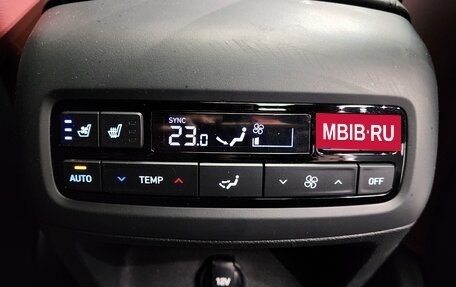 SYNC
23.0
MBIB.RU
AUTO TEMP OFF
12V